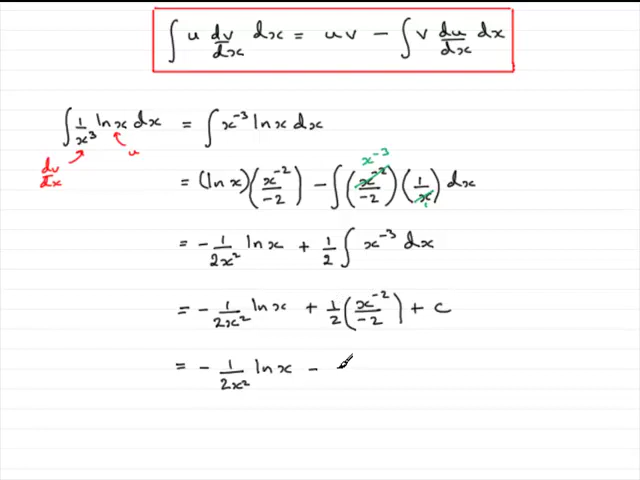 ∫ u dv/dx dx = uv − ∫ v du/dx dx
∫ 1/x³ ln x dx = ∫ x⁻³ ln x dx
dv/dx u
= (ln x)(x⁻²/−2) − ∫ (x⁻²/−2)(1/x) dx
x⁻³
= − 1/2x² ln x + 1/2 ∫ x⁻³ dx
= − 1/2x² ln x + 1/2 (x⁻²/−2) + c
= − 1/2x² ln x −